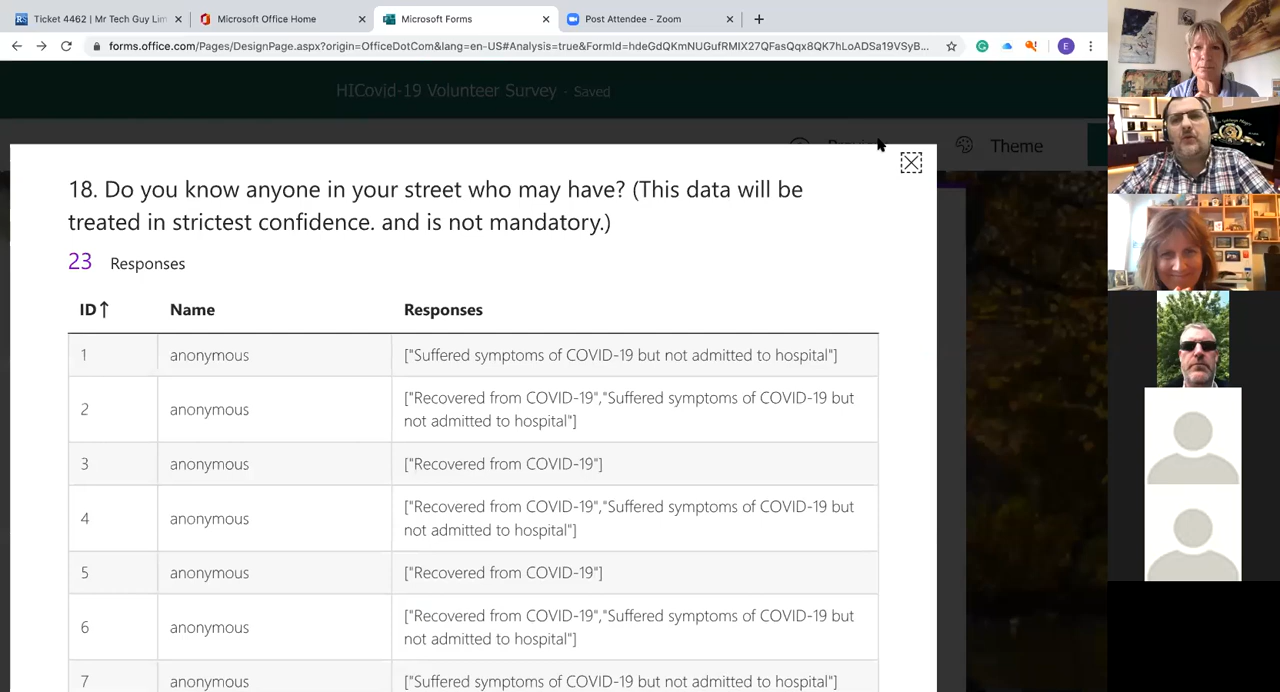 Ticket 4462 | Mr Tech Guy Lim
Microsoft Office Home
Microsoft Forms
Post Attendee - Zoom
forms.office.com/Pages/DesignPage.aspx?origin=OfficeDotCom&lang=en-US#Analysis=true&FormId=hdeGdQKmNUGufRMIX27QFasQqx8QK7hLoADSa19VSyB...
E
HICovid-19 Volunteer Survey - Saved
Theme
18. Do you know anyone in your street who may have? (This data will
be treated in strictest confidence. and is not mandatory.)
23 Responses
ID↑ Name Responses
1 anonymous ["Suffered symptoms of COVID-19 but not admitted to hospital"]
2 anonymous ["Recovered from COVID-19","Suffered symptoms of COVID-19 but
not admitted to hospital"]
3 anonymous ["Recovered from COVID-19"]
4 anonymous ["Recovered from COVID-19","Suffered symptoms of COVID-19 but
not admitted to hospital"]
5 anonymous ["Recovered from COVID-19"]
6 anonymous ["Recovered from COVID-19","Suffered symptoms of COVID-19 but
not admitted to hospital"]
7 anonymous ["Suffered symptoms of COVID-19 but not admitted to hospital"]